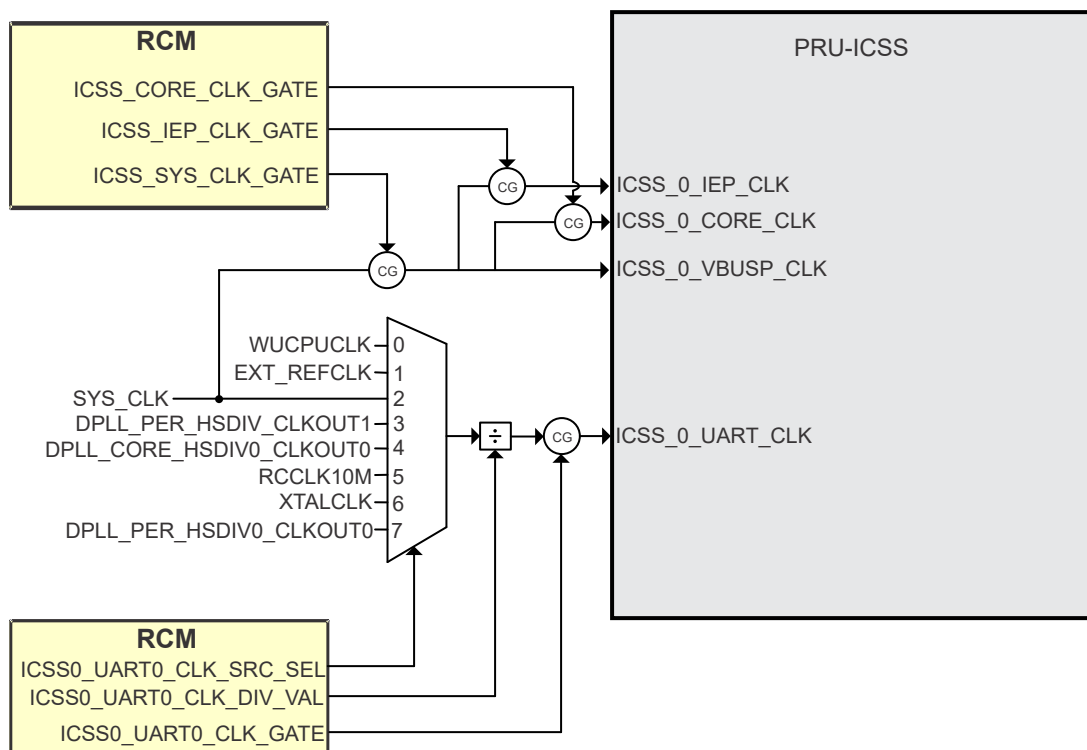 RCM
PRU-ICSS
ICSS_CORE_CLK_GATE
ICSS_IEP_CLK_GATE
ICSS_SYS_CLK_GATE
CG
ICSS_0_IEP_CLK
CG
ICSS_0_CORE_CLK
CG
ICSS_0_VBUSP_CLK
WUCPUCLK 0
EXT_REFCLK 1
SYS_CLK 2
DPLL_PER_HSDIV_CLKOUT1 3
DPLL_CORE_HSDIV0_CLKOUT0 4
RCCLK10M 5
XTALCLK 6
DPLL_PER_HSDIV0_CLKOUT0 7
÷
CG
ICSS_0_UART_CLK
RCM
ICSS0_UART0_CLK_SRC_SEL
ICSS0_UART0_CLK_DIV_VAL
ICSS0_UART0_CLK_GATE